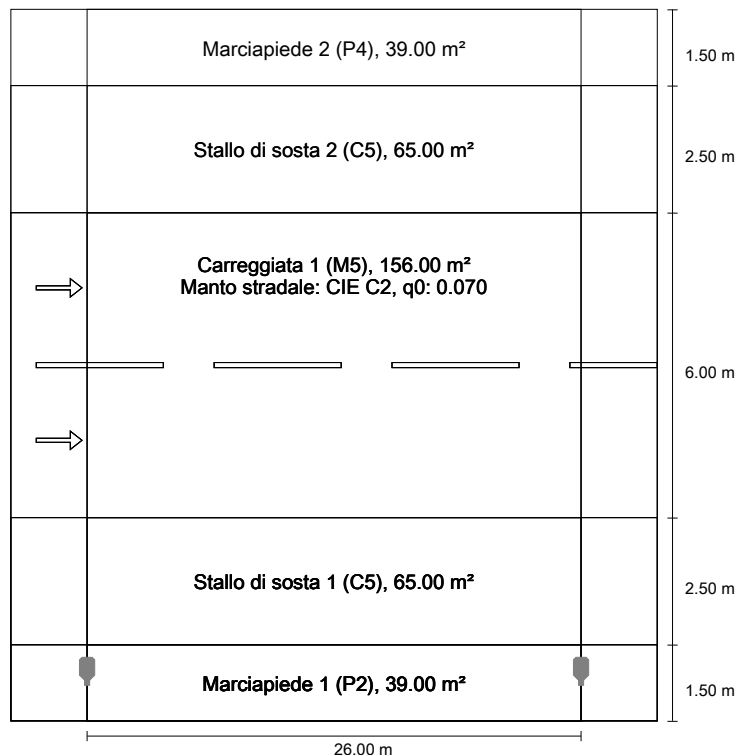 Marciapiede 2 (P4), 39.00 m²
1.50 m
Stallo di sosta 2 (C5), 65.00 m²
2.50 m
Carreggiata 1 (M5), 156.00 m²
Manto stradale: CIE C2, q0: 0.070
6.00 m
Stallo di sosta 1 (C5), 65.00 m²
2.50 m
Marciapiede 1 (P2), 39.00 m²
1.50 m
26.00 m